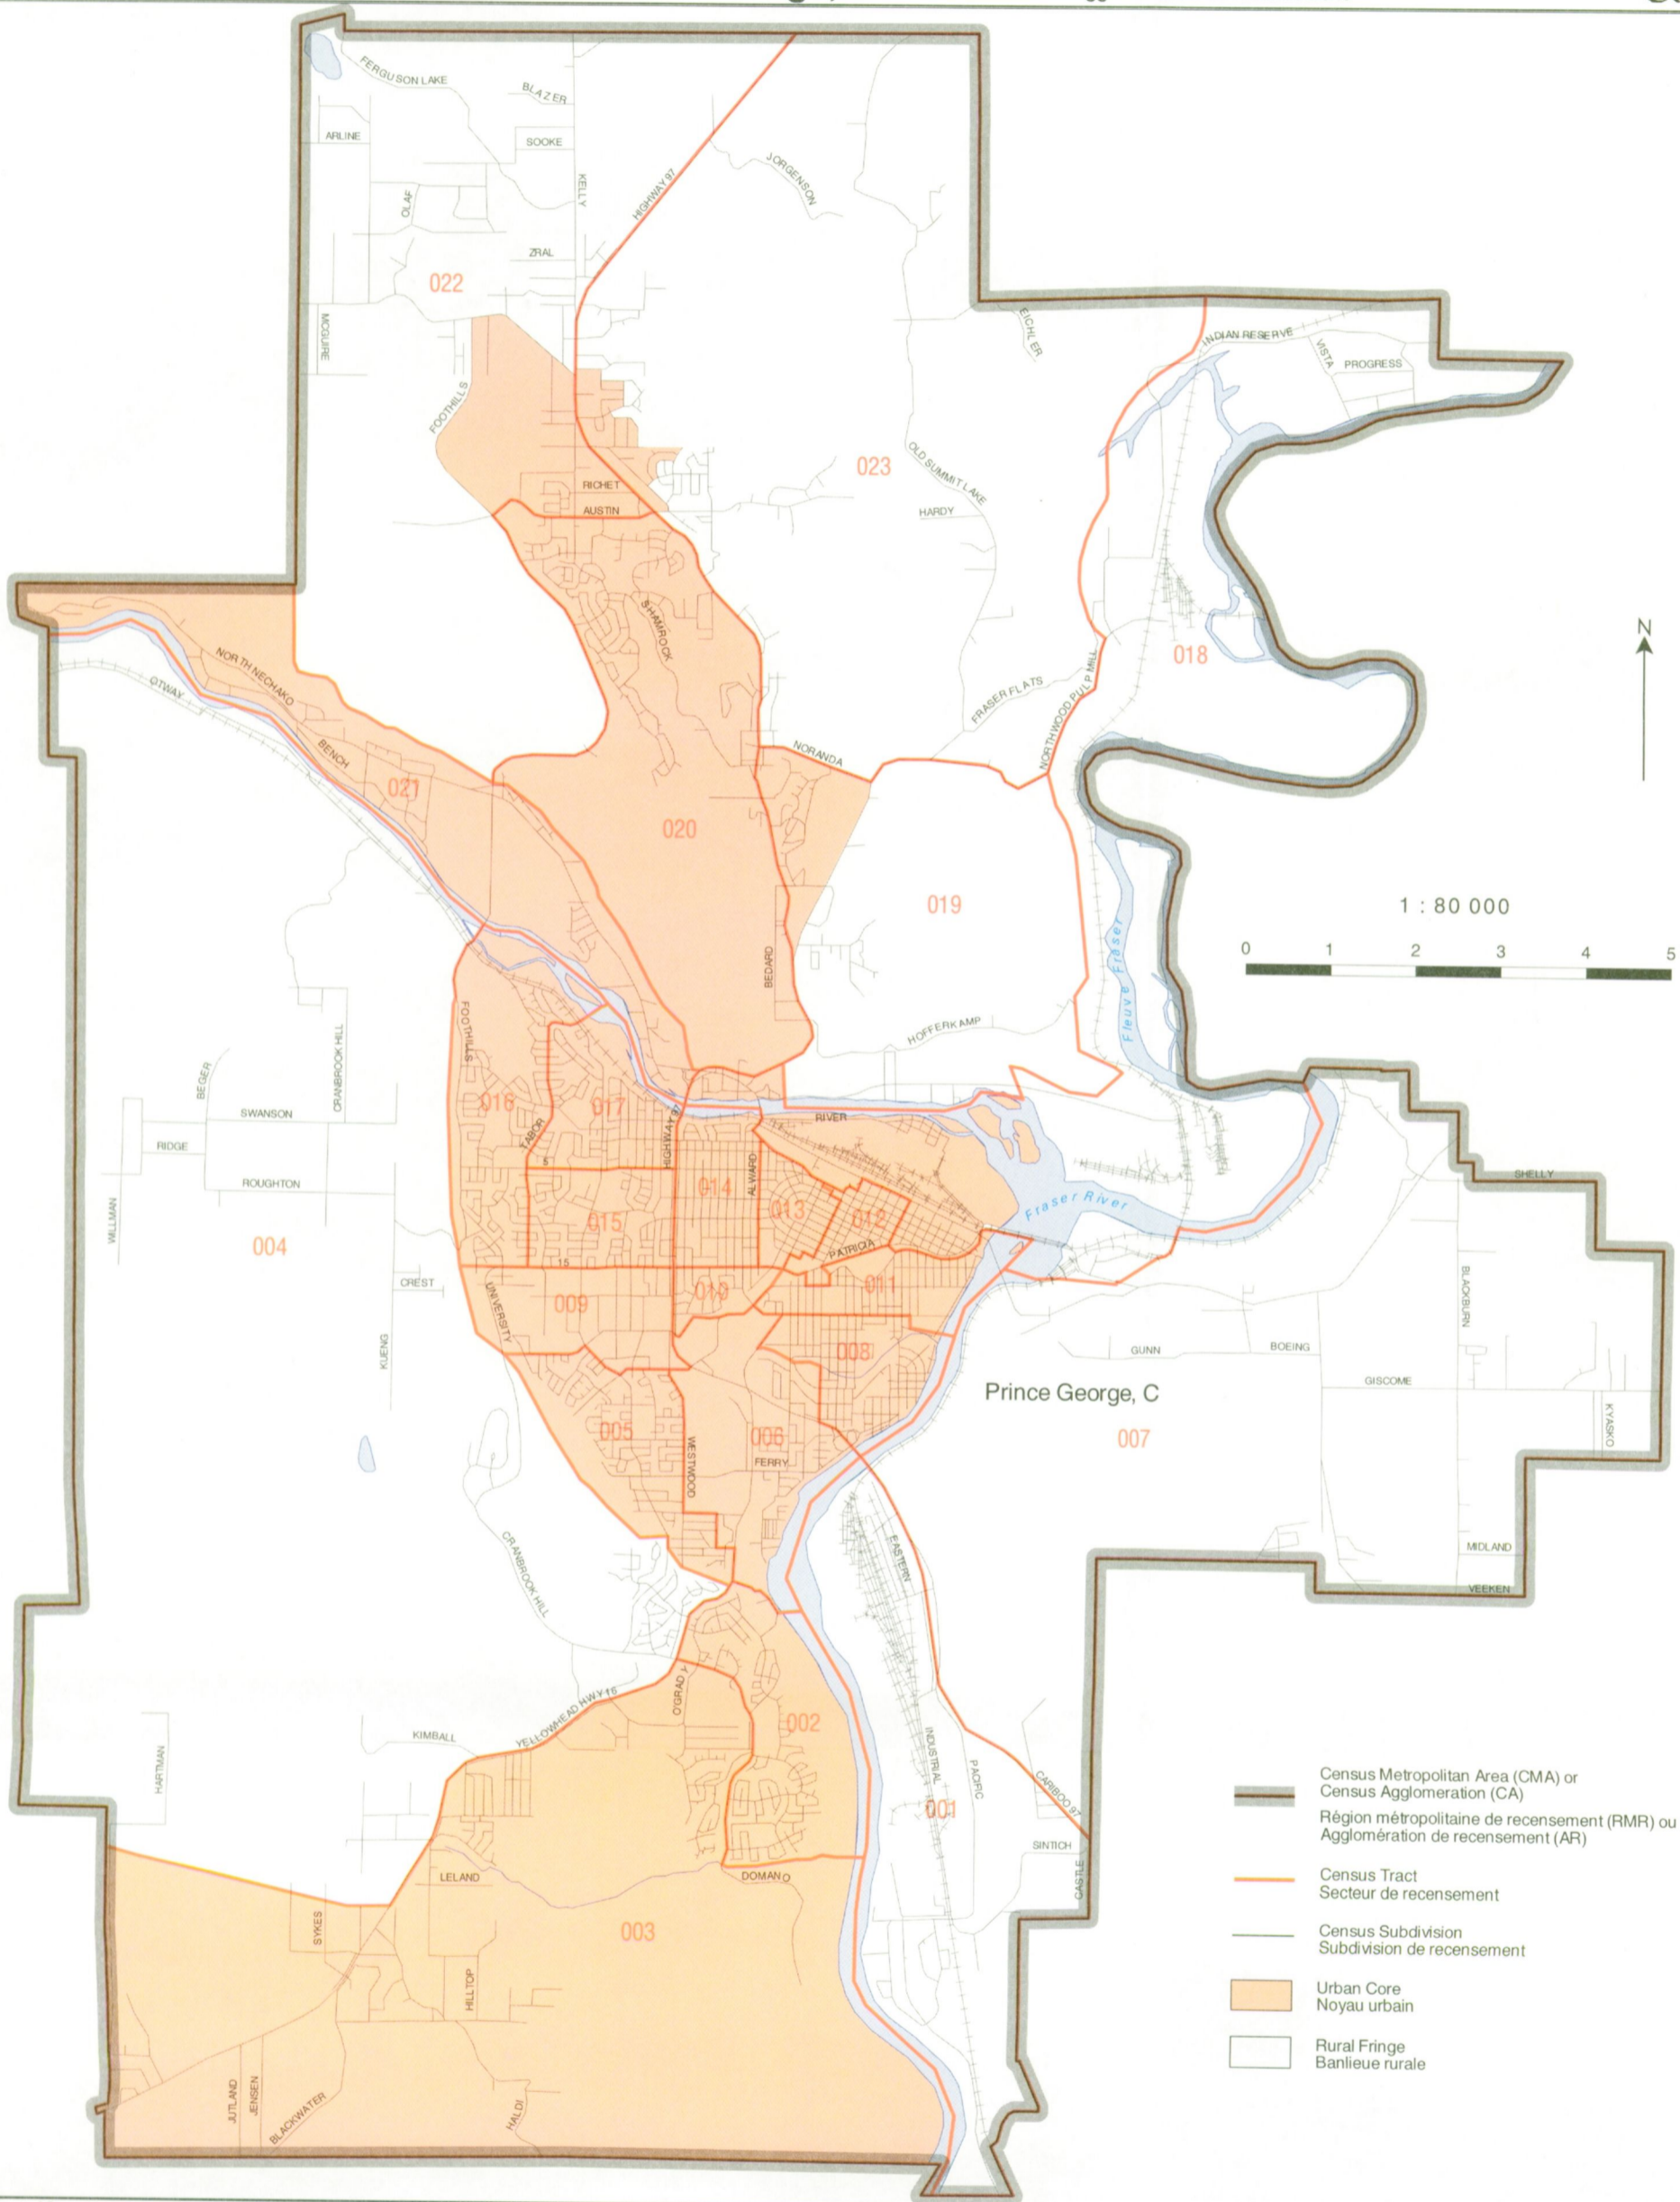 FERGUSON LAKE
BLAZER
ARLINE
SOOKE
KELLY
JORGENSON
HIGHWAY 97
OLAF
ZRAL
022
MCGUIRE
EICHLER
INDIAN RESERVE
VISTA
PROGRESS
FOOTHILLS
023
OLD SUMMIT LAKE
RICHET
AUSTIN
HARDY
SHAMROCK
N
018
NORTH NECHAKO
OTWAY
FRASER FLATS
NORTHWOOD PULP MILL
BENCH
NORANDA
021
020
019
1 : 80 000
0 1 2 3 4 5
BEDARD
Fleuve Fraser
FOOTHILLS
HOFFERKAMP
CRANBROOK HILL
BEGER
SWANSON
016
017
HIGHWAY 97
RIVER
TABOR
RIDGE
5
ALWARD
ROUGHTON
014
SHELLY
WILLMAN
013
Fraser River
015
012
004
PATRICIA
15
CREST
UNIVERSITY
009
010
011
BLACKBURN
KUENG
008
GUNN
BOEING
Prince George, C
GISCOME
005
006
007
KYASKO
WESTWOOD
FERRY
CRANBROOK HILL
EASTERN
MIDLAND
VEEKEN
O'GRADY
YELLOWHEAD HWY 16
KIMBALL
002
HARTMAN
INDUSTRIAL
PACIFIC
CARIBOO 97
001
SINTICH
CASTLE
LELAND
DOMANO
SYKES
003
HILLTOP
JUTLAND
JENSEN
BLACKWATER
HALDI
Census Metropolitan Area (CMA) or
Census Agglomeration (CA)
Région métropolitaine de recensement (RMR) ou
Agglomération de recensement (AR)
Census Tract
Secteur de recensement
Census Subdivision
Subdivision de recensement
Urban Core
Noyau urbain
Rural Fringe
Banlieue rurale